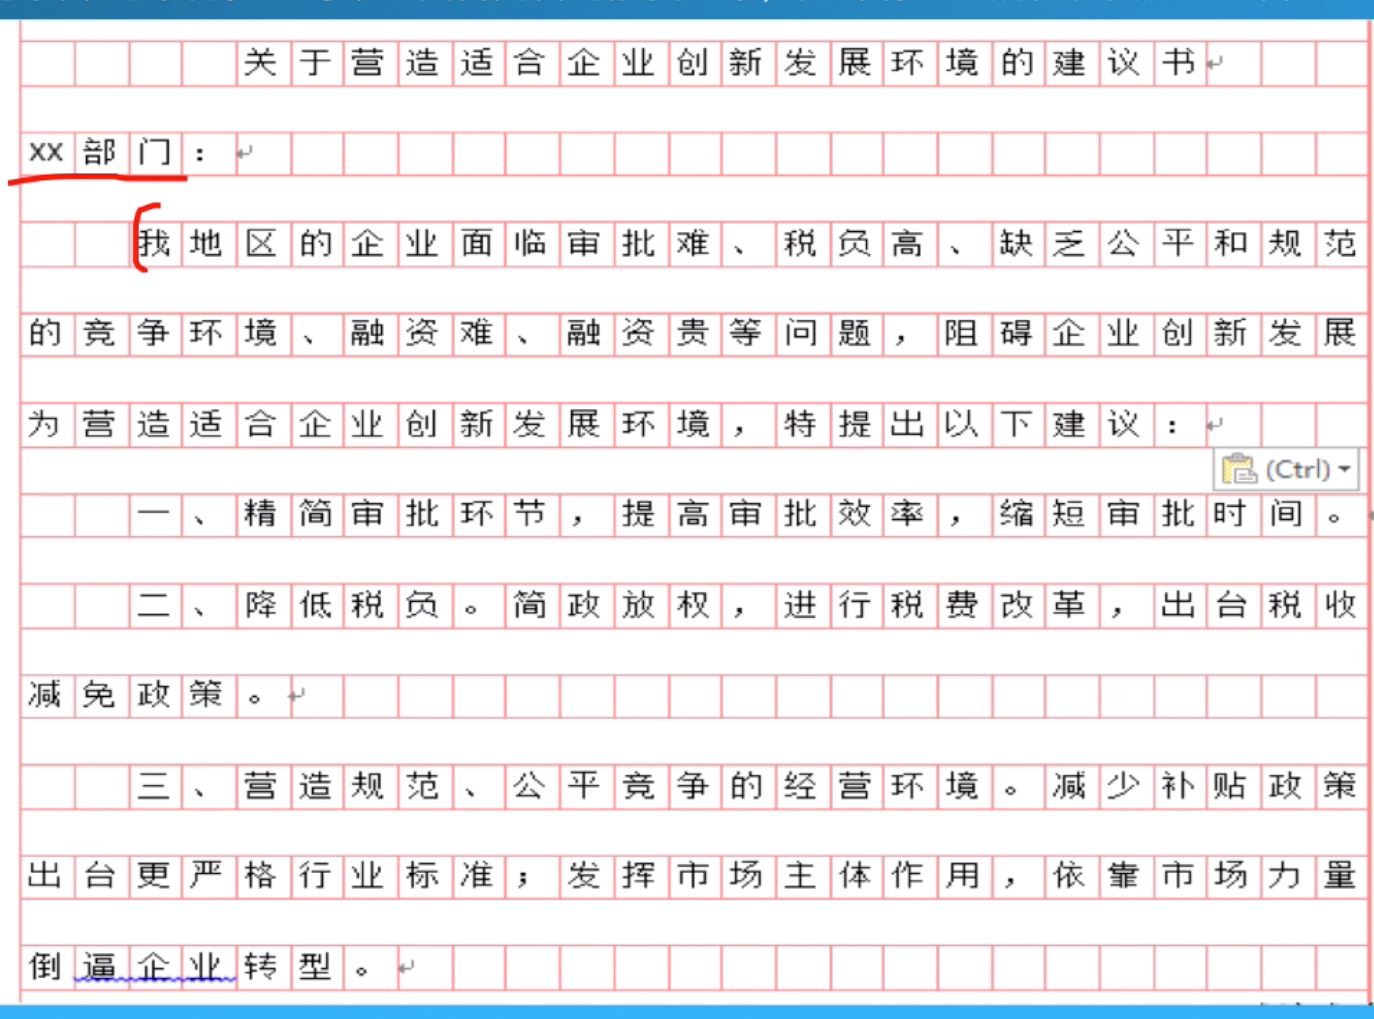 关于营造适合企业创新发展环境的建议书
xx部门：
我地区的企业面临审批难、税负高、缺乏公平和规范
的竞争环境、融资难、融资贵等问题，阻碍企业创新发展
为营造适合企业创新发展环境，特提出以下建议：
(Ctrl)
一、精简审批环节，提高审批效率，缩短审批时间。
二、降低税负。简政放权，进行税费改革，出台税收
减免政策。
三、营造规范、公平竞争的经营环境。减少补贴政策
出台更严格行业标准；发挥市场主体作用，依靠市场力量
倒逼企业转型。